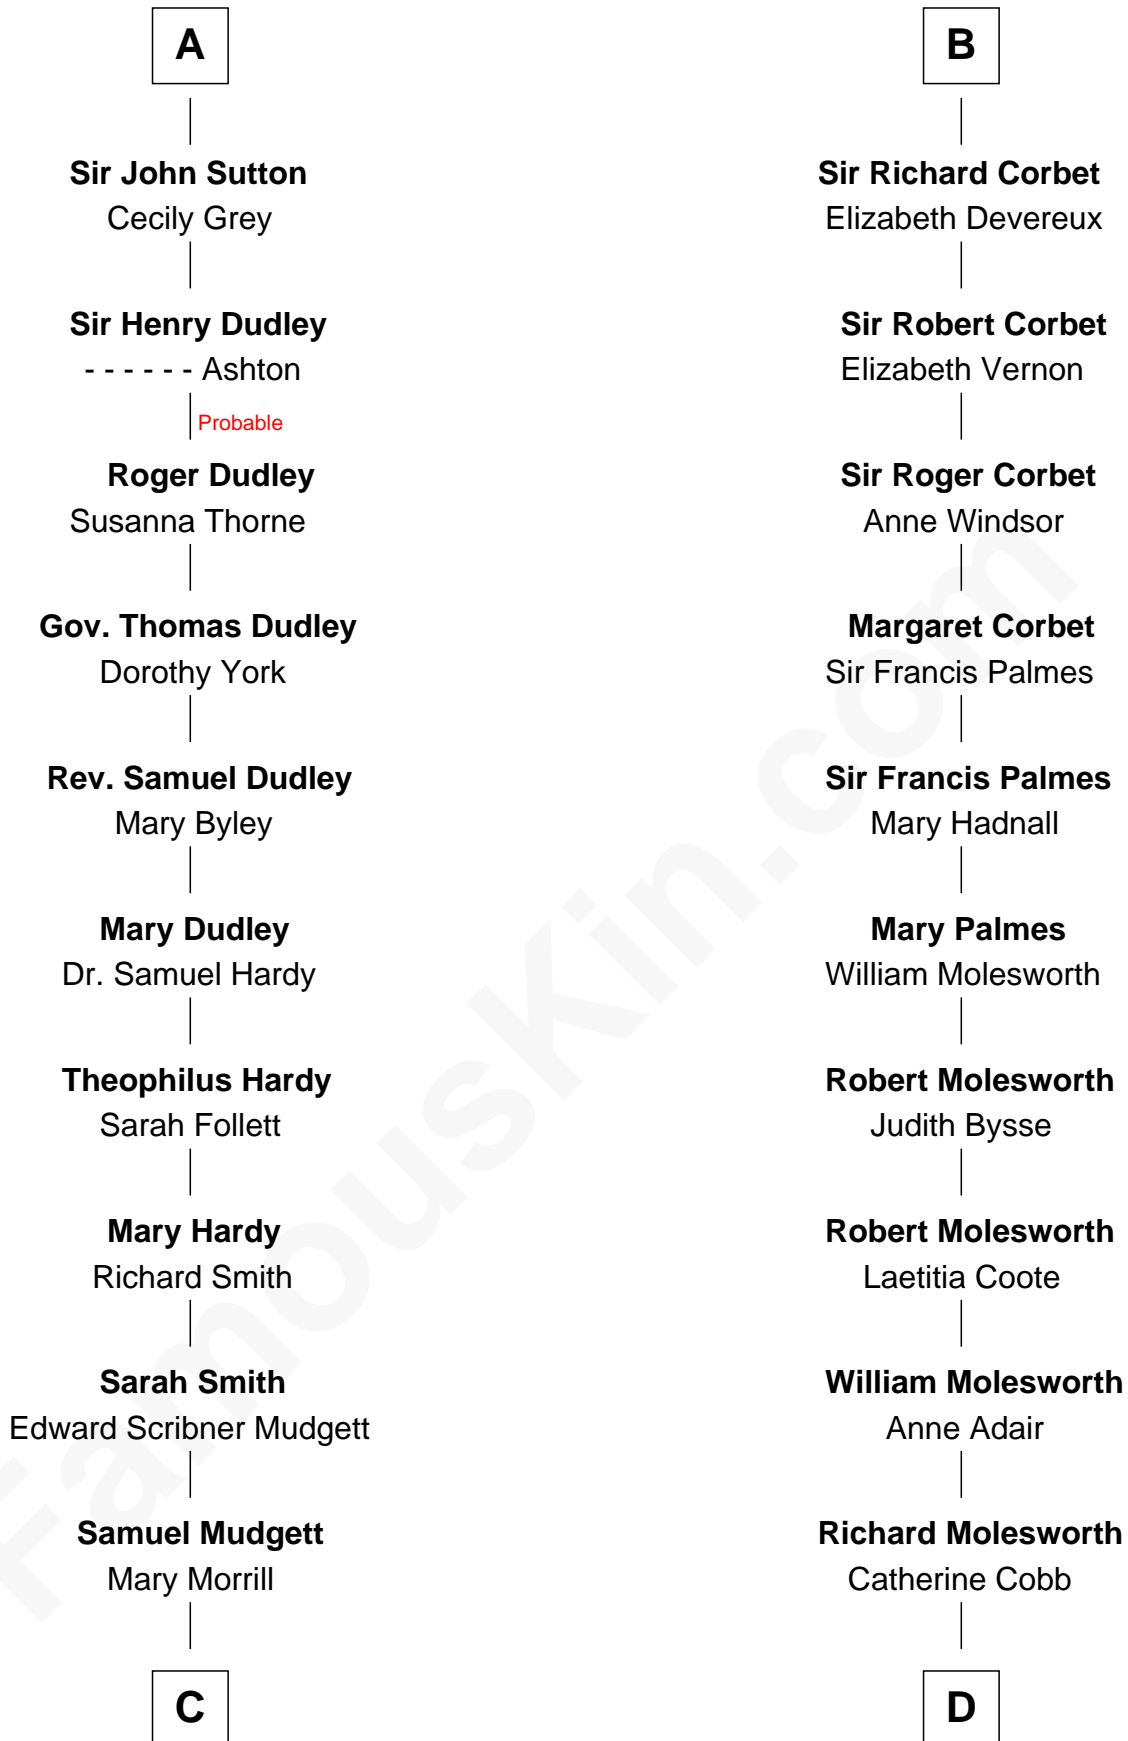 A
Sir John Sutton
Cecily Grey
Sir Henry Dudley
- - - - - - Ashton
Probable
Roger Dudley
Susanna Thorne
Gov. Thomas Dudley
Dorothy York
Rev. Samuel Dudley
Mary Byley
Mary Dudley
Dr. Samuel Hardy
Theophilus Hardy
Sarah Follett
Mary Hardy
Richard Smith
Sarah Smith
Edward Scribner Mudgett
Samuel Mudgett
Mary Morrill
C
B
Sir Richard Corbet
Elizabeth Devereux
Sir Robert Corbet
Elizabeth Vernon
Sir Roger Corbet
Anne Windsor
Margaret Corbet
Sir Francis Palmes
Sir Francis Palmes
Mary Hadnall
Mary Palmes
William Molesworth
Robert Molesworth
Judith Bysse
Robert Molesworth
Laetitia Coote
William Molesworth
Anne Adair
Richard Molesworth
Catherine Cobb
D
FamousKin.com